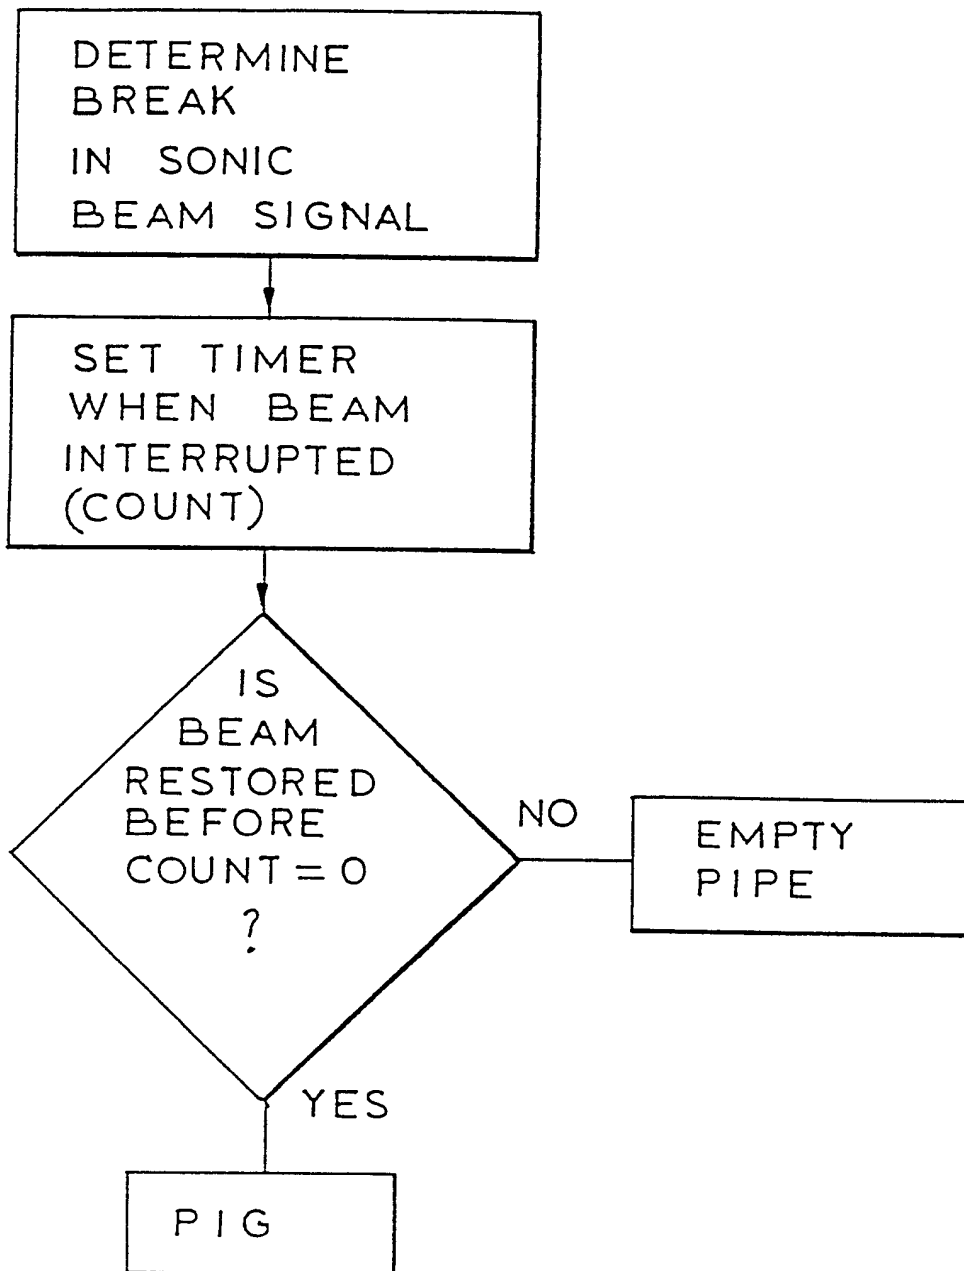 DETERMINE
BREAK
IN SONIC
BEAM SIGNAL
SET TIMER
WHEN BEAM
INTERRUPTED
(COUNT)
IS
BEAM
RESTORED
BEFORE
COUNT = 0
?
NO
EMPTY
PIPE
YES
PIG